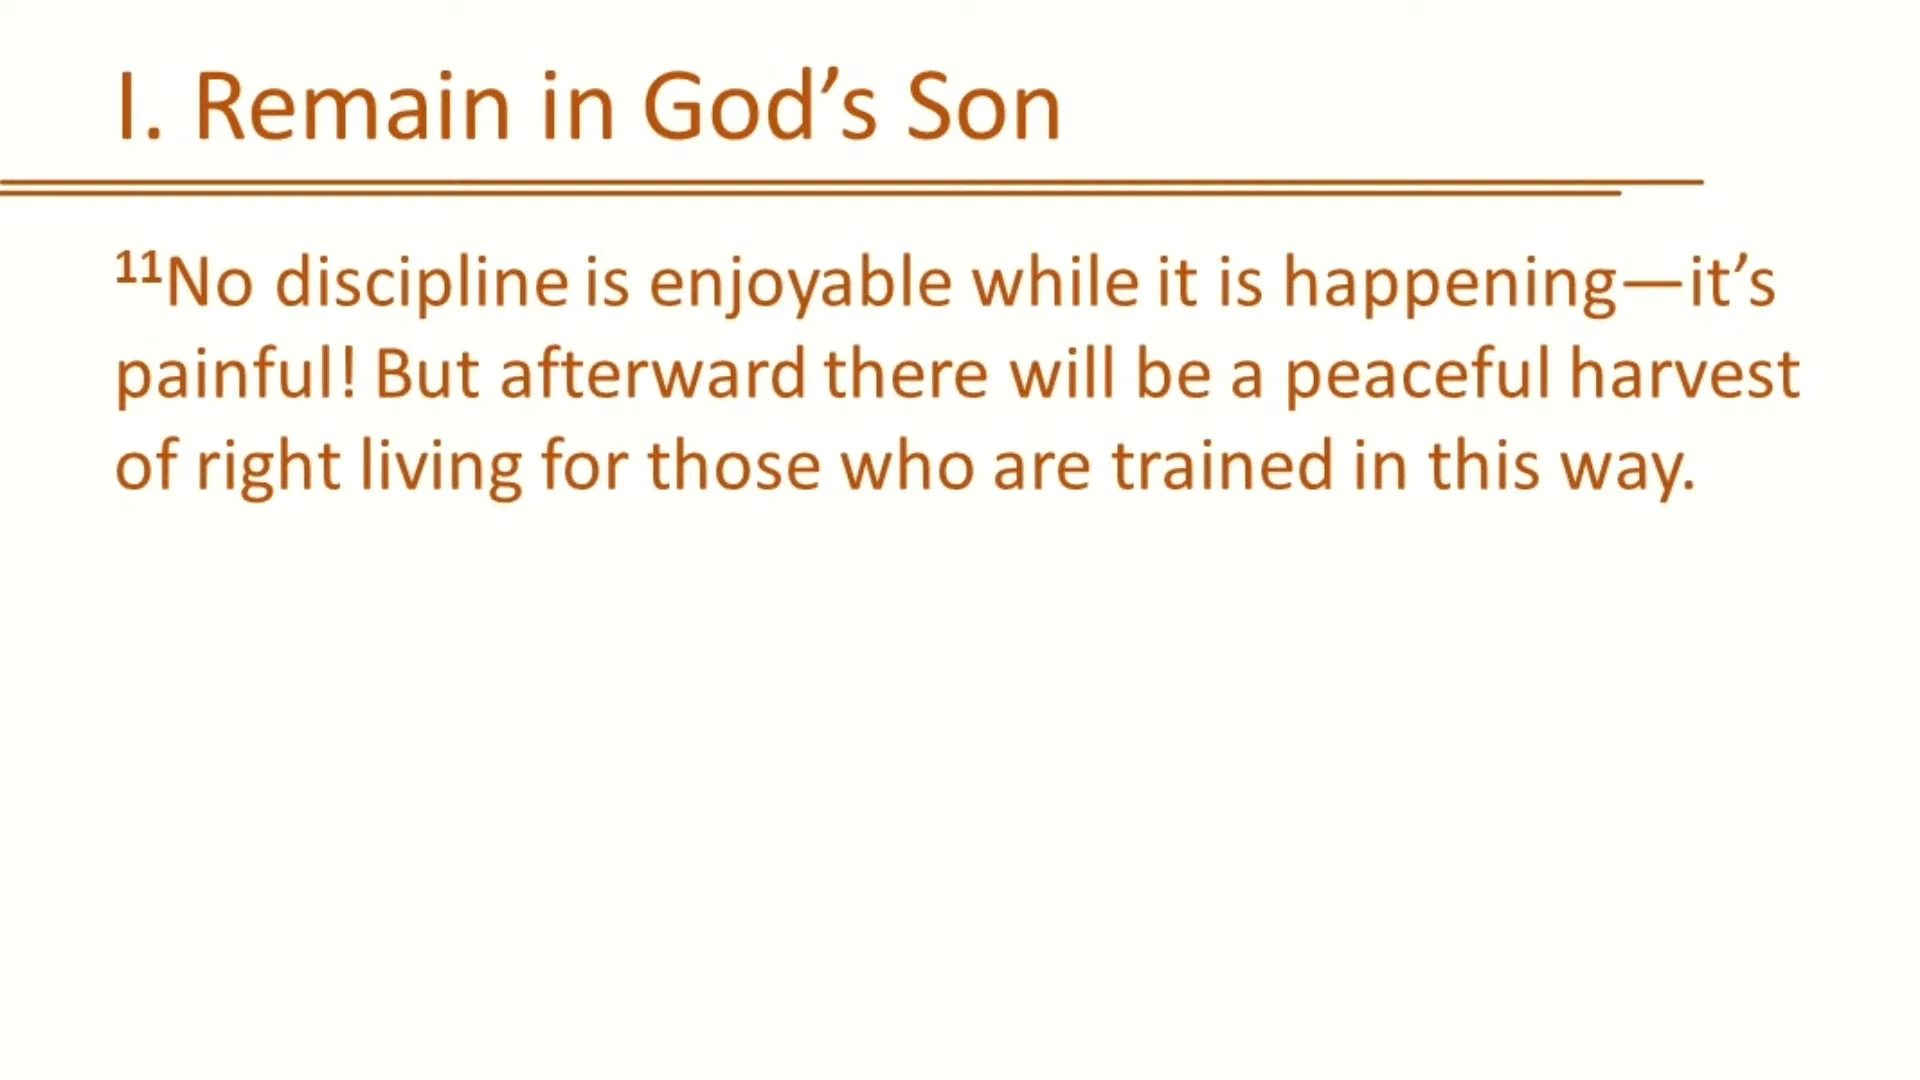 I. Remain in God’s Son
¹¹No discipline is enjoyable while it is happening—it’s
painful! But afterward there will be a peaceful harvest
of right living for those who are trained in this way.